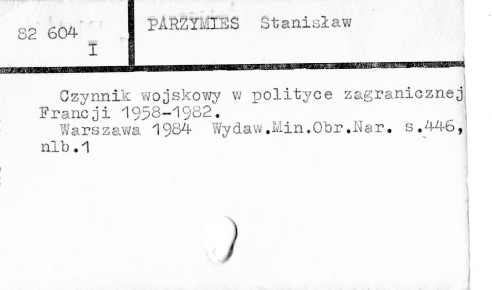 82 604
I
PARZYMIES Stanisław
Czynnik wojskowy w polityce zagranicznej
Francji 1958-1982.
Warszawa 1984 Wydaw.Min.Obr.Nar. s.446,
nlb.1